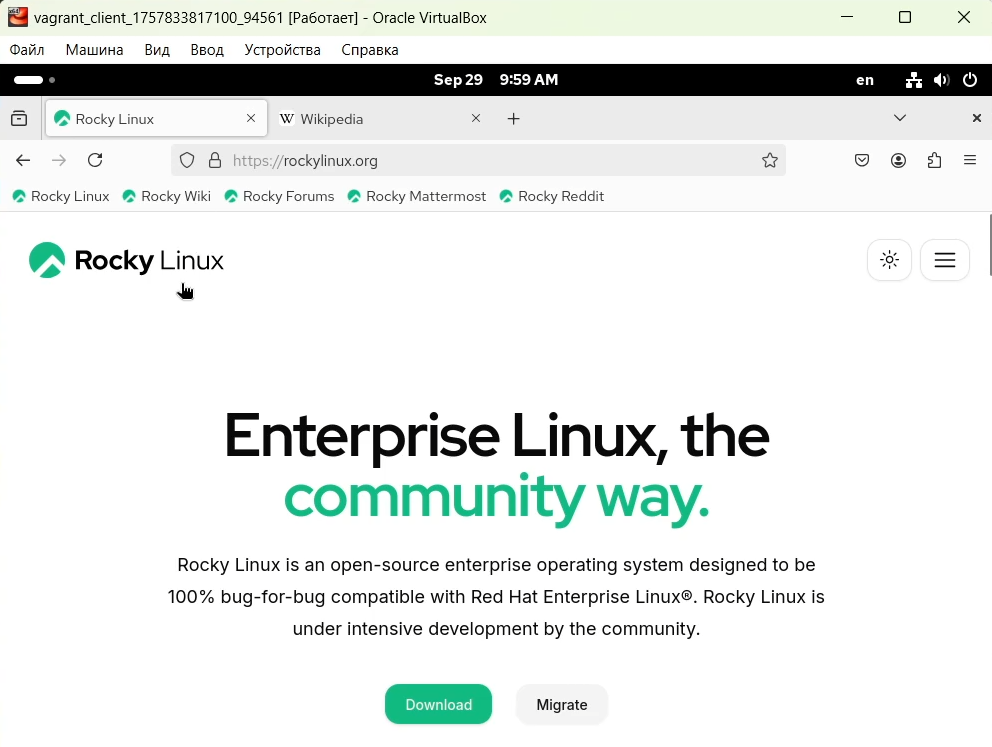 vagrant_client_1757833817100_94561 [Работает] - Oracle VirtualBox
Файл Машина Вид Ввод Устройства Справка
Sep 29 9:59 AM en
Rocky Linux Wikipedia
https://rockylinux.org
Rocky Linux Rocky Wiki Rocky Forums Rocky Mattermost Rocky Reddit
Rocky Linux
Enterprise Linux, the
community way.
Rocky Linux is an open-source enterprise operating system designed to be
100% bug-for-bug compatible with Red Hat Enterprise Linux®. Rocky Linux is
under intensive development by the community.
Download Migrate